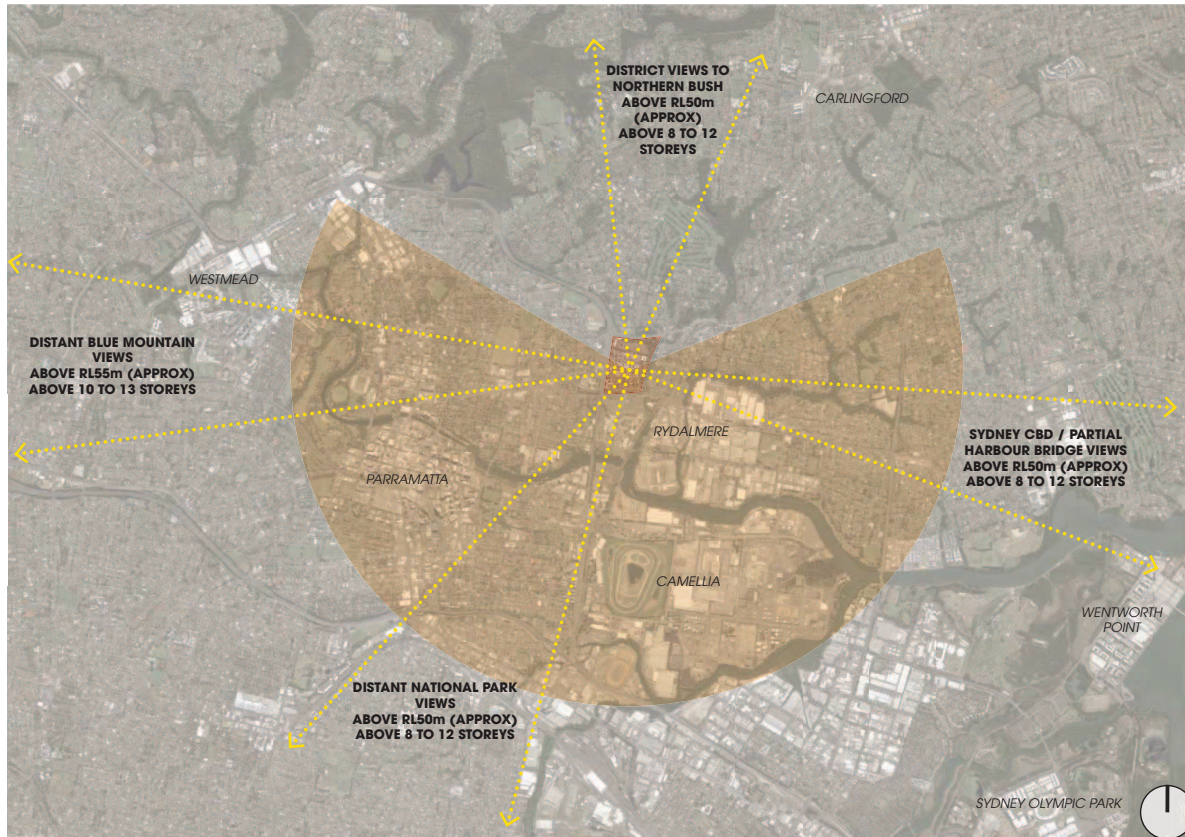 DISTRICT VIEWS TO
NORTHERN BUSH
ABOVE RL50m
(APPROX)
ABOVE 8 TO 12
STOREYS
CARLINGFORD
WESTMEAD
DISTANT BLUE MOUNTAIN
VIEWS
ABOVE RL55m (APPROX)
ABOVE 10 TO 13 STOREYS
RYDALMERE
SYDNEY CBD / PARTIAL
HARBOUR BRIDGE VIEWS
ABOVE RL50m (APPROX)
ABOVE 8 TO 12 STOREYS
PARRAMATTA
CAMELLIA
WENTWORTH
POINT
DISTANT NATIONAL PARK
VIEWS
ABOVE RL50m (APPROX)
ABOVE 8 TO 12 STOREYS
SYDNEY OLYMPIC PARK